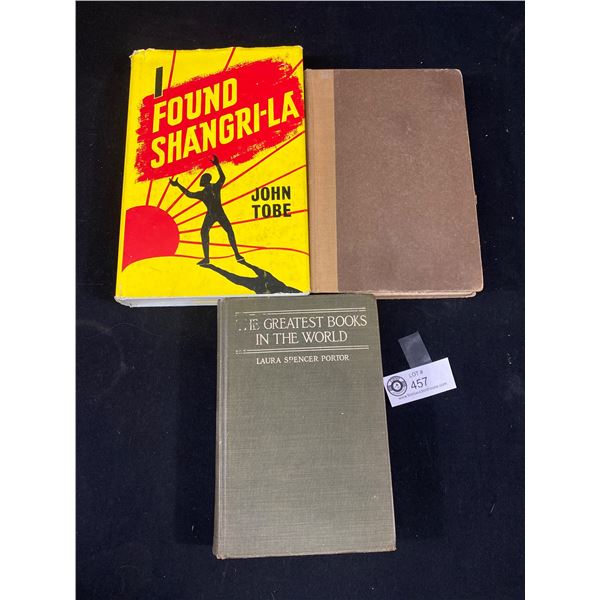 I
FOUND
SHANGRI-LA
JOHN
TOBE
THE GREATEST BOOKS
IN THE WORLD
LAURA SPENCER PORTOR
LOT #
457